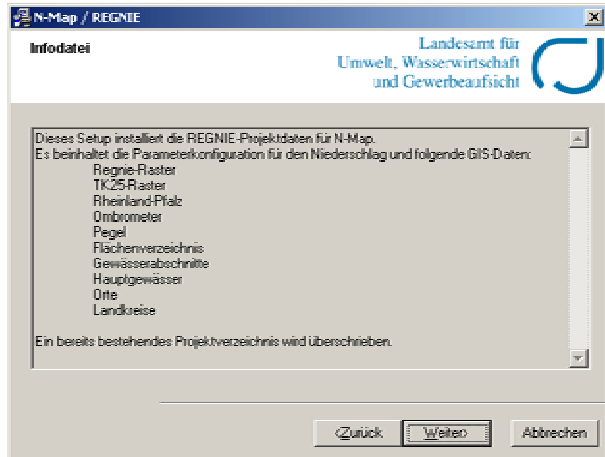 N-Map / REGNIE
Infodatei
Landesamt für
Umwelt, Wasserwirtschaft
und Gewerbeaufsicht
Dieses Setup installiert die REGNIE-Projektdaten für N-Map.
Es beinhaltet die Parameterkonfiguration für den Niederschlag und folgende GIS-Daten:
Regnie-Raster
TK25-Raster
Rheinland-Pfalz
Ombrometer
Pegel
Flächenverzeichnis
Gewässerabschnitte
Hauptgewässer
Orte
Landkreise
Ein bereits bestehendes Projektverzeichnis wird überschrieben.
<Zurück
Weiter>
Abbrechen